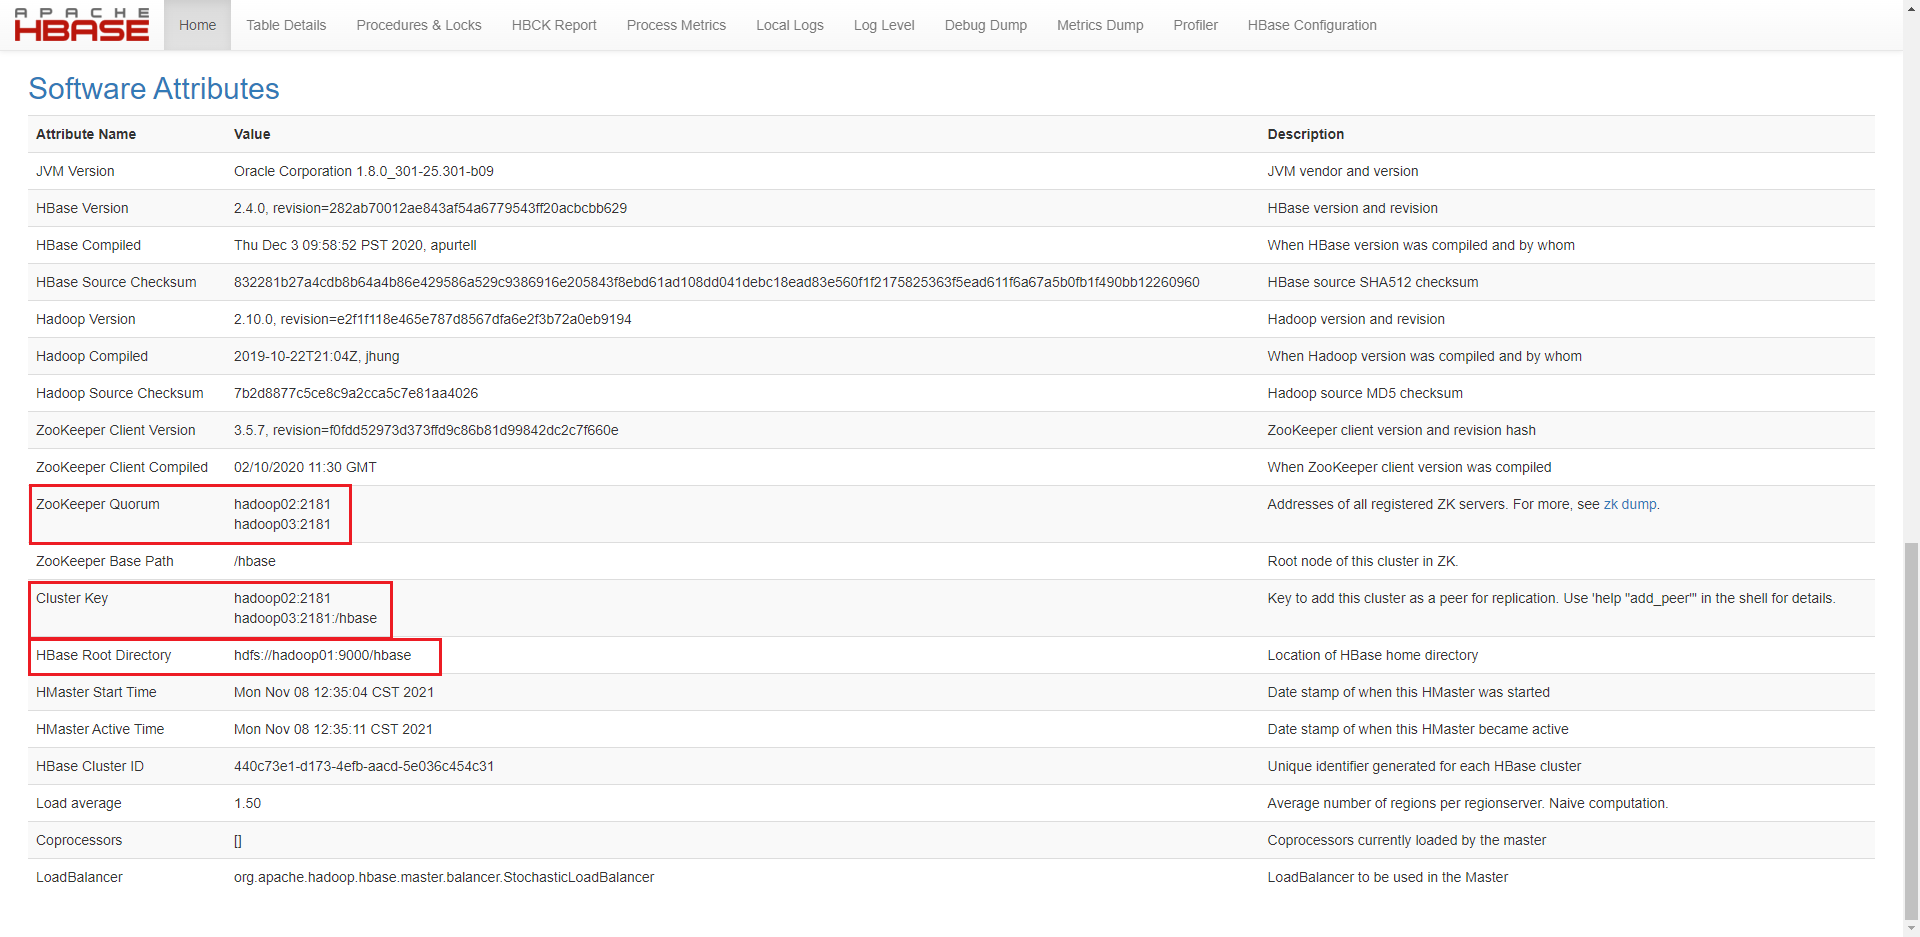 APACHE
HBASE
Home Table Details Procedures & Locks HBCK Report Process Metrics Local Logs Log Level Debug Dump Metrics Dump Profiler HBase Configuration
Software Attributes
Attribute Name Value Description
JVM Version Oracle Corporation 1.8.0_301-25.301-b09 JVM vendor and version
HBase Version 2.4.0, revision=282ab70012ae843af54a6779543ff20acbcbb629 HBase version and revision
HBase Compiled Thu Dec 3 09:58:52 PST 2020, apurtell When HBase version was compiled and by whom
HBase Source Checksum 832281b27a4cdb8b64a4b86e429586a529c9386916e205843f8ebd61ad108dd041debc18ead83e560f1f2175825363f5ead611f6a67a5b0fb1f490bb12260960 HBase source SHA512 checksum
Hadoop Version 2.10.0, revision=e2f1f118e465e787d8567dfa6e2f3b72a0eb9194 Hadoop version and revision
Hadoop Compiled 2019-10-22T21:04Z, jhung When Hadoop version was compiled and by whom
Hadoop Source Checksum 7b2d8877c5ce8c9a2cca5c7e81aa4026 Hadoop source MD5 checksum
ZooKeeper Client Version 3.5.7, revision=f0fdd52973d373ffd9c86b81d99842dc2c7f660e ZooKeeper client version and revision hash
ZooKeeper Client Compiled 02/10/2020 11:30 GMT When ZooKeeper client version was compiled
ZooKeeper Quorum hadoop02:2181 Addresses of all registered ZK servers. For more, see zk dump.
hadoop03:2181
ZooKeeper Base Path /hbase Root node of this cluster in ZK.
Cluster Key hadoop02:2181 Key to add this cluster as a peer for replication. Use 'help "add_peer"' in the shell for details.
hadoop03:2181:/hbase
HBase Root Directory hdfs://hadoop01:9000/hbase Location of HBase home directory
HMaster Start Time Mon Nov 08 12:35:04 CST 2021 Date stamp of when this HMaster was started
HMaster Active Time Mon Nov 08 12:35:11 CST 2021 Date stamp of when this HMaster became active
HBase Cluster ID 440c73e1-d173-4efb-aacd-5e036c454c31 Unique identifier generated for each HBase cluster
Load average 1.50 Average number of regions per regionserver. Naive computation.
Coprocessors [] Coprocessors currently loaded by the master
LoadBalancer org.apache.hadoop.hbase.master.balancer.StochasticLoadBalancer LoadBalancer to be used in the Master